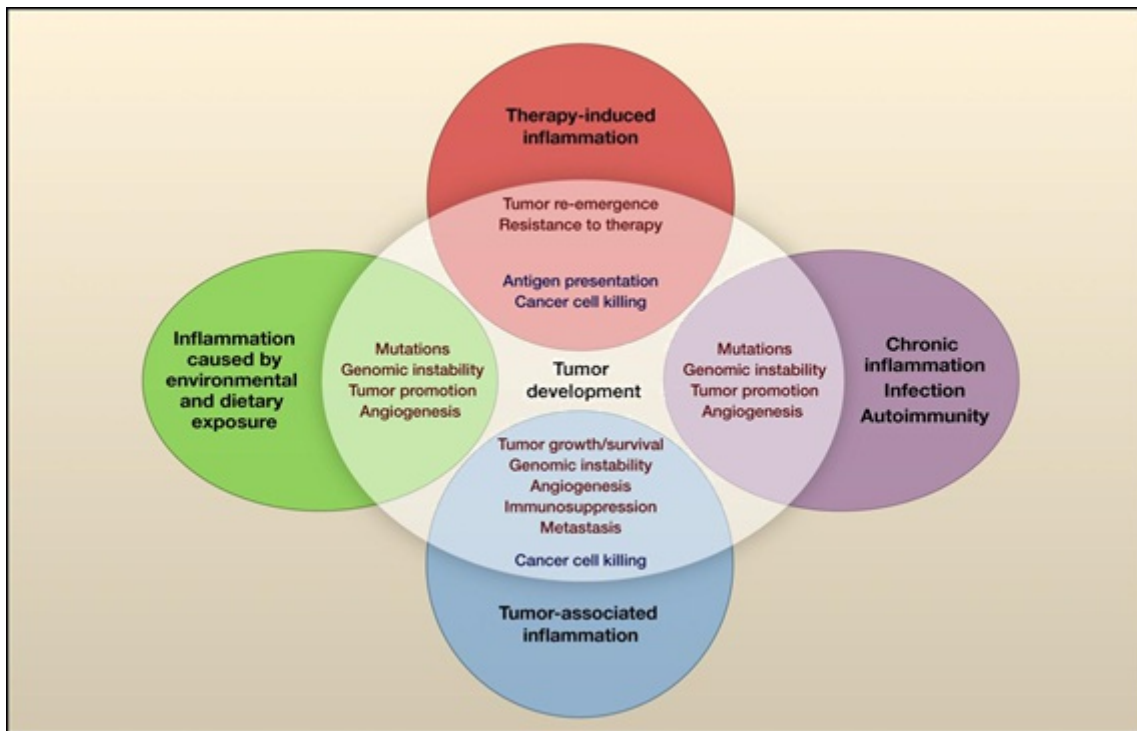 Therapy-induced
inflammation
Tumor re-emergence
Resistance to therapy
Antigen presentation
Cancer cell killing
Inflammation
caused by
environmental
and dietary
exposure
Mutations
Genomic instability
Tumor promotion
Angiogenesis
Tumor
development
Mutations
Genomic instability
Tumor promotion
Angiogenesis
Chronic
inflammation
Infection
Autoimmunity
Tumor growth/survival
Genomic instability
Angiogenesis
Immunosuppression
Metastasis
Cancer cell killing
Tumor-associated
inflammation